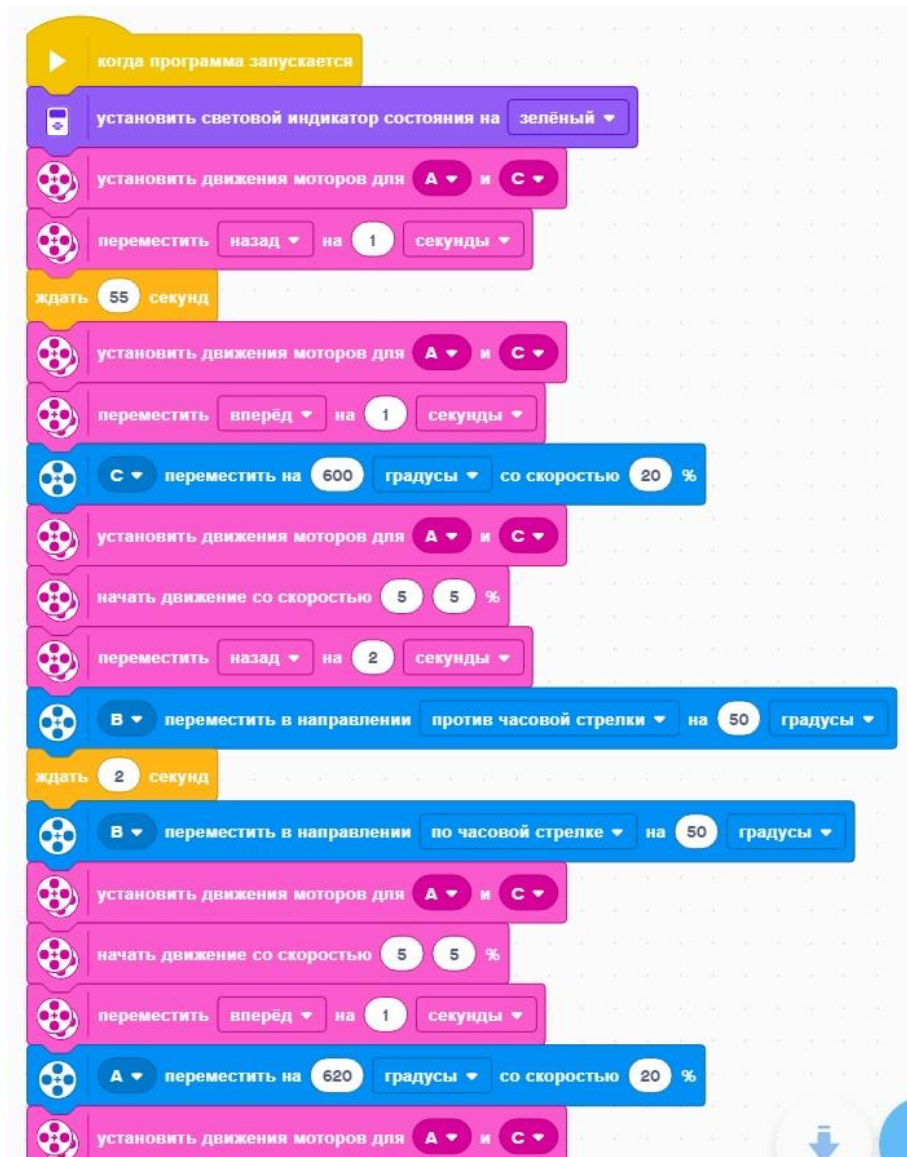 когда программа запускается
установить световой индикатор состояния на зелёный
установить движения моторов для A и C
переместить назад на 1 секунды
ждать 55 секунд
установить движения моторов для A и C
переместить вперёд на 1 секунды
C переместить на 600 градусы со скоростью 20 %
установить движения моторов для A и C
начать движение со скоростью 5 5 %
переместить назад на 2 секунды
B переместить в направлении против часовой стрелки на 50 градусы
ждать 2 секунд
B переместить в направлении по часовой стрелке на 50 градусы
установить движения моторов для A и C
начать движение со скоростью 5 5 %
переместить вперёд на 1 секунды
A переместить на 620 градусы со скоростью 20 %
установить движения моторов для A и C